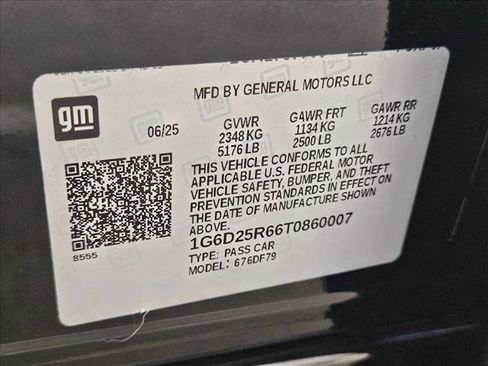 MFD BY GENERAL MOTORS LLC
gm
06/25
GVWR
2348 KG
5176 LB
GAWR FRT
1134 KG
2500 LB
GAWR RR
1214 KG
2676 LB
THIS VEHICLE CONFORMS TO ALL
APPLICABLE U.S. FEDERAL MOTOR
VEHICLE SAFETY, BUMPER, AND THEFT
PREVENTION STANDARDS IN EFFECT ON
THE DATE OF MANUFACTURE SHOWN
ABOVE.
1G6D25R66T0860007
TYPE: PASS CAR
MODEL: 676DF79
8555